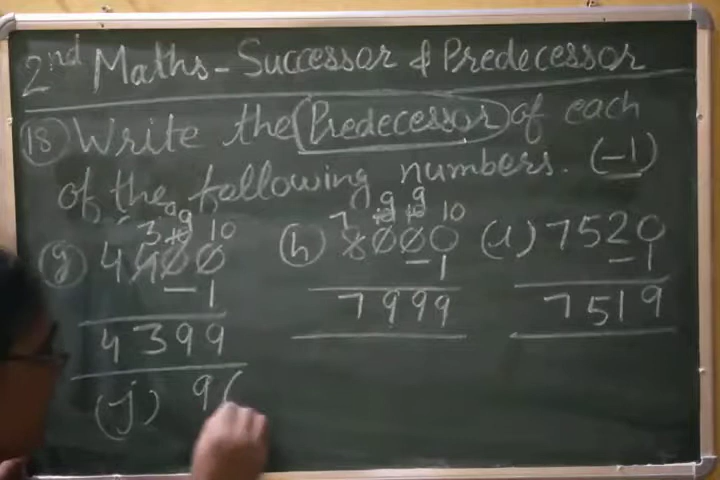 2nd Maths - Successor & Predecessor
18 Write the Predecessor of each
of the following numbers. (-1)
3 9 10
7 9 9 10
(g) 4400 (h) 8000 (i) 7520
-1 -1 -1
4399 7999 7519
(j) 9